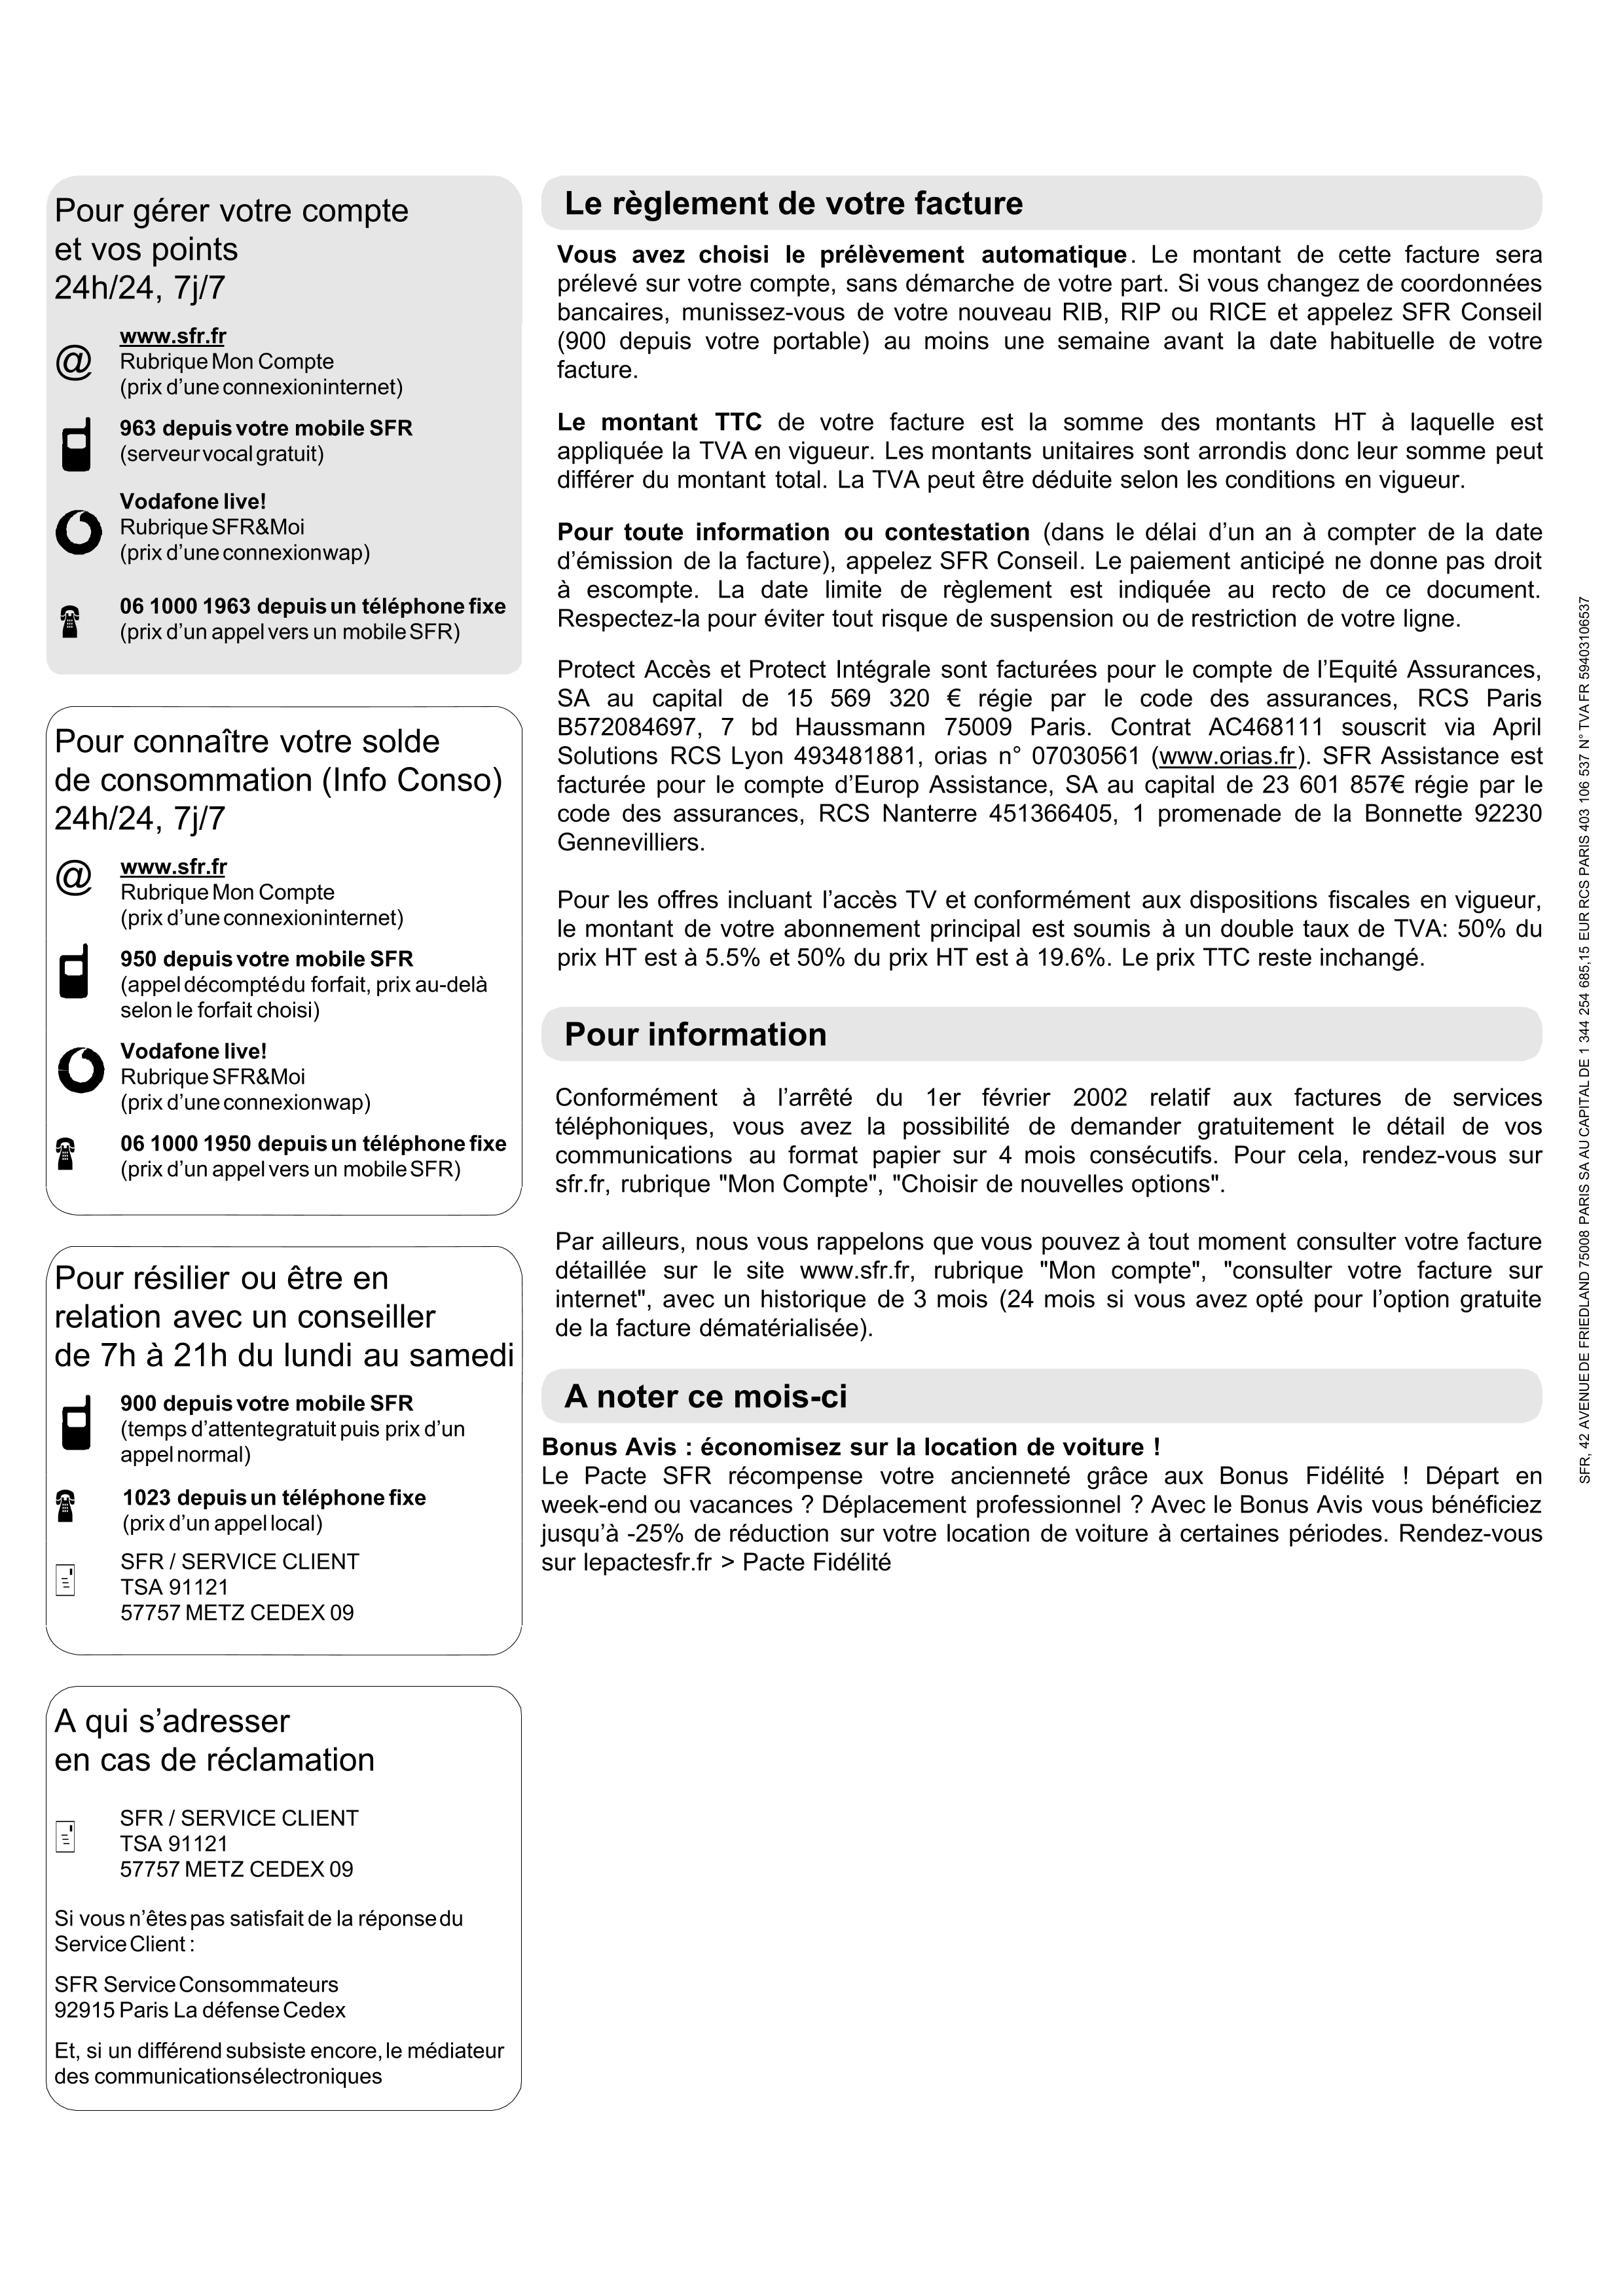 Pour gérer votre compte
et vos points
24h/24, 7j/7
www.sfr.fr
Rubrique Mon Compte
(prix d’une connexion internet)
963 depuis votre mobile SFR
(serveur vocal gratuit)
Vodafone live!
Rubrique SFR&Moi
(prix d’une connexion wap)
06 1000 1963 depuis un téléphone fixe
(prix d’un appel vers un mobile SFR)
Pour connaître votre solde
de consommation (Info Conso)
24h/24, 7j/7
www.sfr.fr
Rubrique Mon Compte
(prix d’une connexion internet)
950 depuis votre mobile SFR
(appel décompté du forfait, prix au-delà
selon le forfait choisi)
Vodafone live!
Rubrique SFR&Moi
(prix d’une connexion wap)
06 1000 1950 depuis un téléphone fixe
(prix d’un appel vers un mobile SFR)
Pour résilier ou être en
relation avec un conseiller
de 7h à 21h du lundi au samedi
900 depuis votre mobile SFR
(temps d’attente gratuit puis prix d’un
appel normal)
1023 depuis un téléphone fixe
(prix d’un appel local)
SFR / SERVICE CLIENT
TSA 91121
57757 METZ CEDEX 09
A qui s’adresser
en cas de réclamation
SFR / SERVICE CLIENT
TSA 91121
57757 METZ CEDEX 09
Si vous n’êtes pas satisfait de la réponse du
Service Client :
SFR Service Consommateurs
92915 Paris La défense Cedex
Et, si un différend subsiste encore, le médiateur
des communications électroniques
Le règlement de votre facture
Vous avez choisi le prélèvement automatique. Le montant de cette facture sera
prélevé sur votre compte, sans démarche de votre part. Si vous changez de coordonnées
bancaires, munissez-vous de votre nouveau RIB, RIP ou RICE et appelez SFR Conseil
(900 depuis votre portable) au moins une semaine avant la date habituelle de votre
facture.
Le montant TTC de votre facture est la somme des montants HT à laquelle est
appliquée la TVA en vigueur. Les montants unitaires sont arrondis donc leur somme peut
différer du montant total. La TVA peut être déduite selon les conditions en vigueur.
Pour toute information ou contestation (dans le délai d’un an à compter de la date
d’émission de la facture), appelez SFR Conseil. Le paiement anticipé ne donne pas droit
à escompte. La date limite de règlement est indiquée au recto de ce document.
Respectez-la pour éviter tout risque de suspension ou de restriction de votre ligne.
Protect Accès et Protect Intégrale sont facturées pour le compte de l’Equité Assurances,
SA au capital de 15 569 320 € régie par le code des assurances, RCS Paris
B572084697, 7 bd Haussmann 75009 Paris. Contrat AC468111 souscrit via April
Solutions RCS Lyon 493481881, orias n° 07030561 (www.orias.fr). SFR Assistance est
facturée pour le compte d’Europ Assistance, SA au capital de 23 601 857€ régie par le
code des assurances, RCS Nanterre 451366405, 1 promenade de la Bonnette 92230
Gennevilliers.
Pour les offres incluant l’accès TV et conformément aux dispositions fiscales en vigueur,
le montant de votre abonnement principal est soumis à un double taux de TVA: 50% du
prix HT est à 5.5% et 50% du prix HT est à 19.6%. Le prix TTC reste inchangé.
Pour information
Conformément à l’arrêté du 1er février 2002 relatif aux factures de services
téléphoniques, vous avez la possibilité de demander gratuitement le détail de vos
communications au format papier sur 4 mois consécutifs. Pour cela, rendez-vous sur
sfr.fr, rubrique "Mon Compte", "Choisir de nouvelles options".
Par ailleurs, nous vous rappelons que vous pouvez à tout moment consulter votre facture
détaillée sur le site www.sfr.fr, rubrique "Mon compte", "consulter votre facture sur
internet", avec un historique de 3 mois (24 mois si vous avez opté pour l’option gratuite
de la facture dématérialisée).
A noter ce mois-ci
Bonus Avis : économisez sur la location de voiture !
Le Pacte SFR récompense votre ancienneté grâce aux Bonus Fidélité ! Départ en
week-end ou vacances ? Déplacement professionnel ? Avec le Bonus Avis vous bénéficiez
jusqu’à -25% de réduction sur votre location de voiture à certaines périodes. Rendez-vous
sur lepactesfr.fr > Pacte Fidélité
SFR, 42 AVENUE DE FRIEDLAND 75008 PARIS SA AU CAPITAL DE 1 344 254 685,15 EUR RCS PARIS 403 106 537 N° TVA FR 59403106537